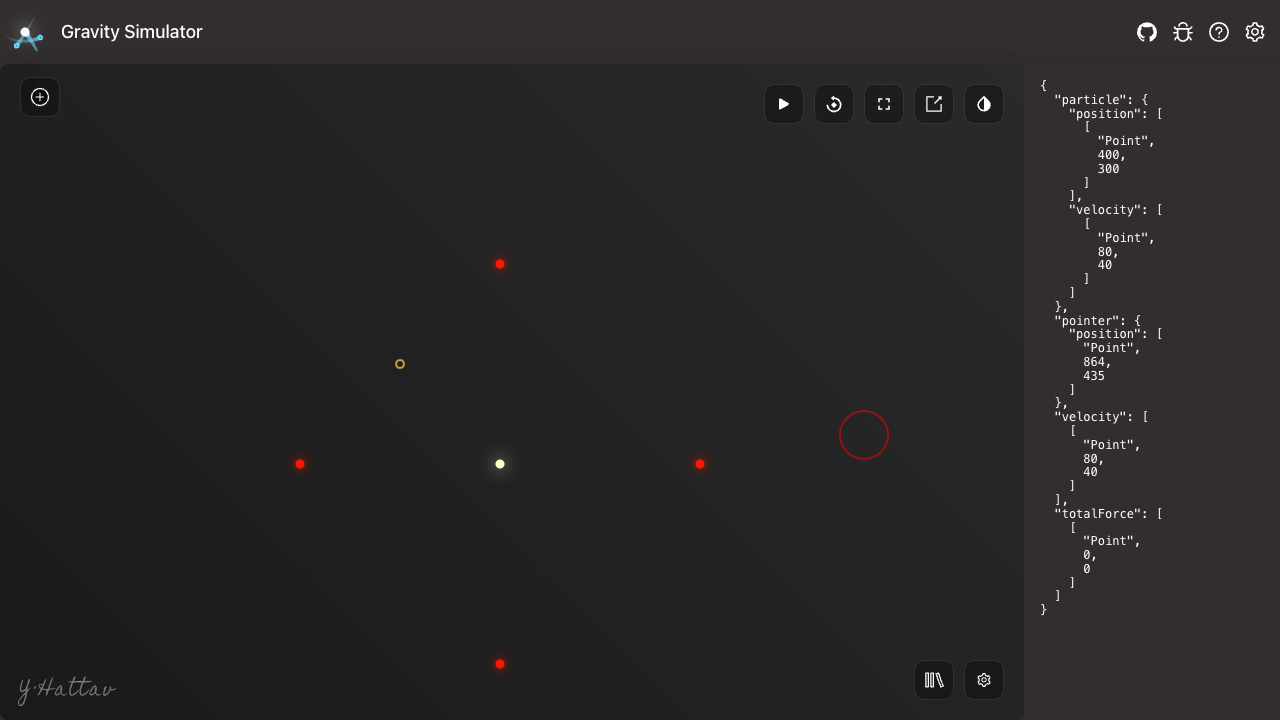 Gravity Simulator
{
"particle": {
"position": [
[
"Point",
400,
300
]
],
"velocity": [
[
"Point",
80,
40
]
]
},
"pointer": {
"position": [
"Point",
864,
435
]
},
"velocity": [
[
"Point",
80,
40
]
],
"totalForce": [
[
"Point",
0,
0
]
]
}
Y·Hattav